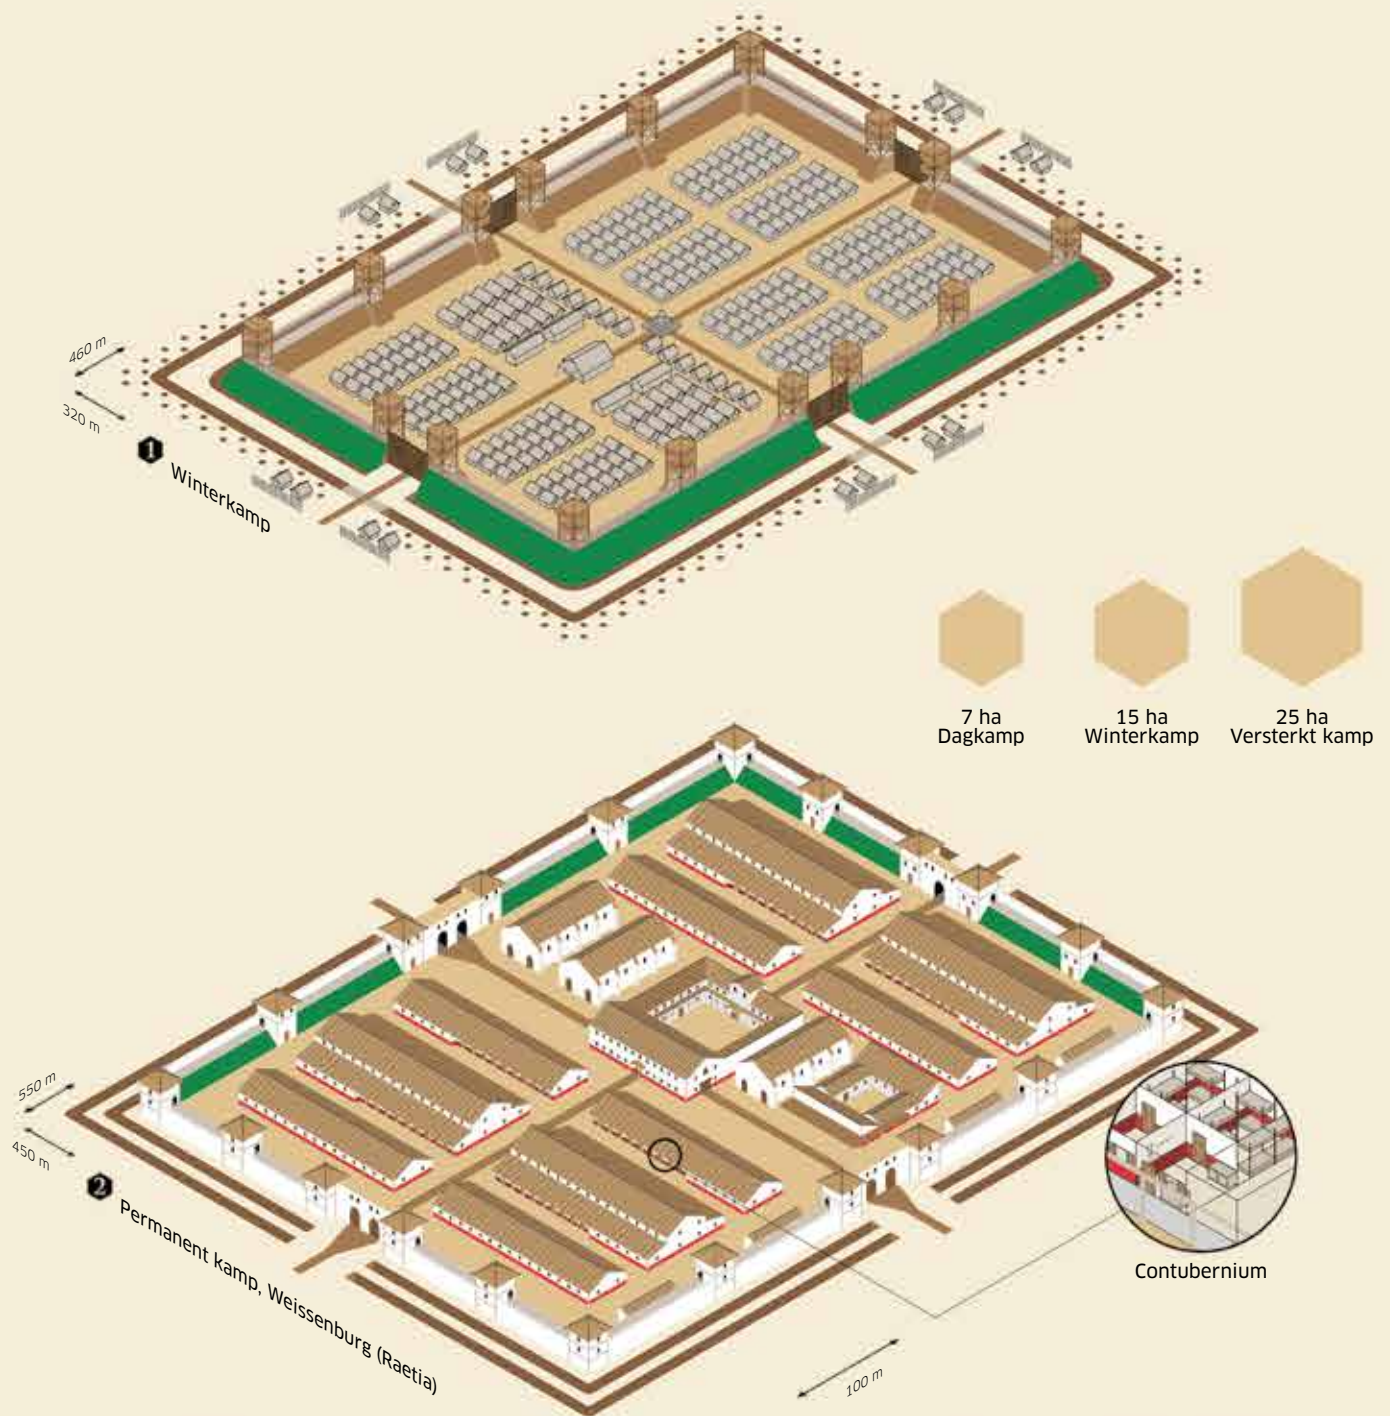 460 m
320 m
1
Winterkamp
7 ha
Dagkamp
15 ha
Winterkamp
25 ha
Versterkt kamp
550 m
450 m
2
Permanent kamp, Weissenburg (Raetia)
Contubernium
100 m